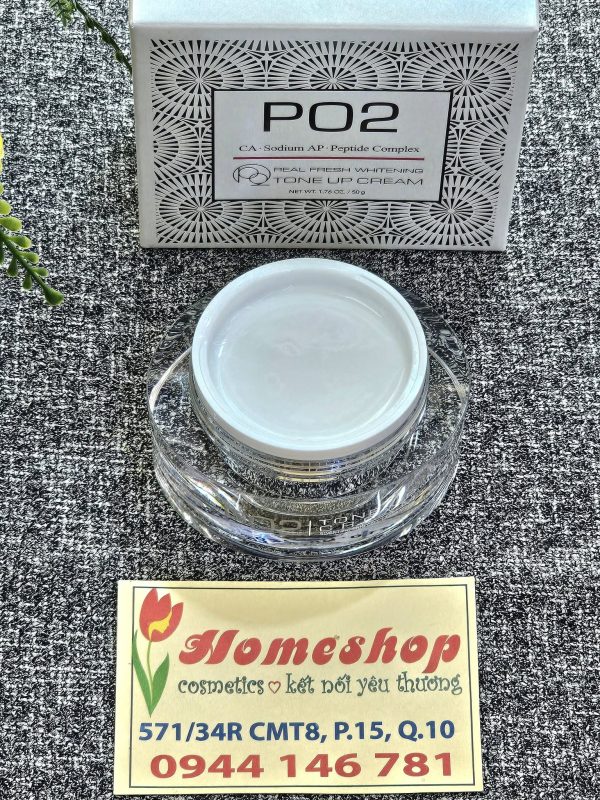 PO2
CA · Sodium AP · Peptide Complex
PQ REAL FRESH WHITENING
TONE UP CREAM
NET WT. 1.76 OZ. / 50 g
Homeshop
cosmetics ♡ kết nối yêu thương
571/34R CMT8, P.15, Q.10
0944 146 781